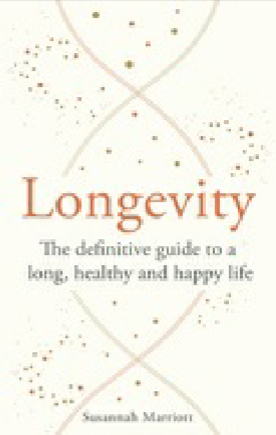 Longevity
The definitive guide to a
long, healthy and happy life
Susannah Marriott